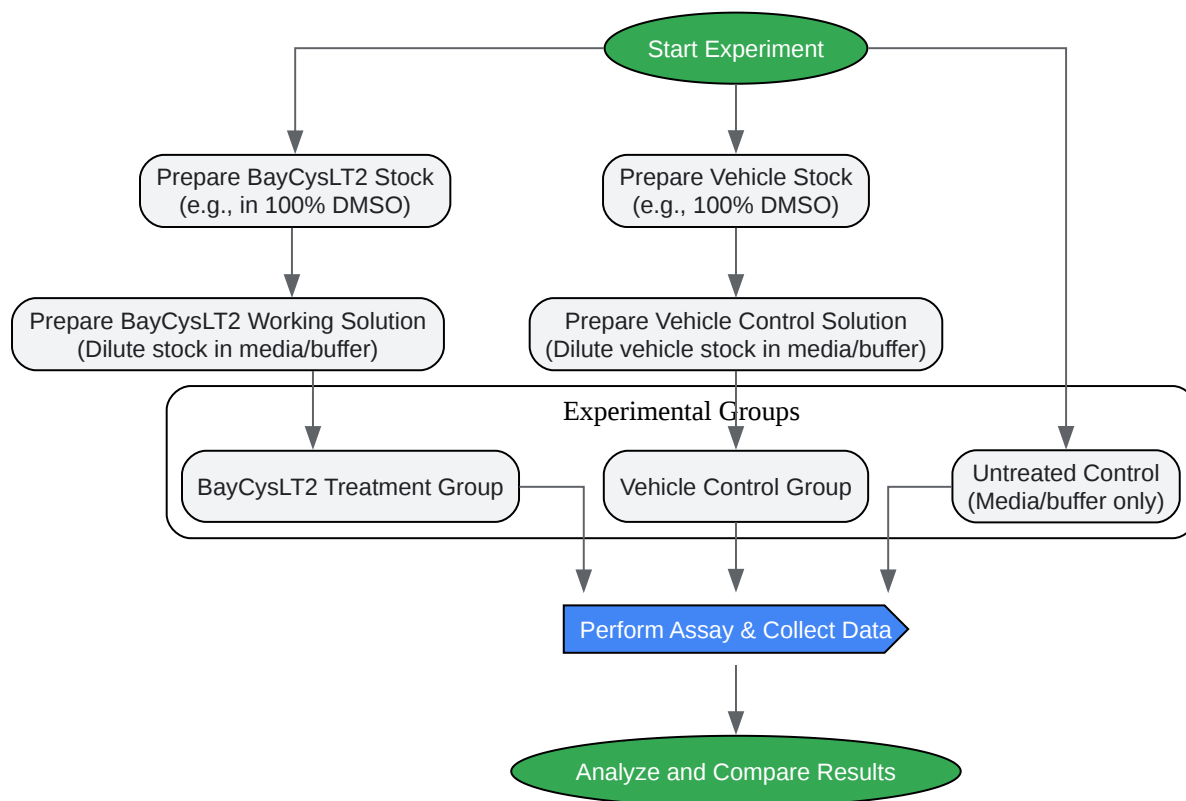 Start Experiment
Prepare BayCysLT2 Stock
(e.g., in 100% DMSO)
Prepare Vehicle Stock
(e.g., 100% DMSO)
Prepare BayCysLT2 Working Solution
(Dilute stock in media/buffer)
Prepare Vehicle Control Solution
(Dilute vehicle stock in media/buffer)
Experimental Groups
BayCysLT2 Treatment Group
Vehicle Control Group
Untreated Control
(Media/buffer only)
Perform Assay & Collect Data
Analyze and Compare Results